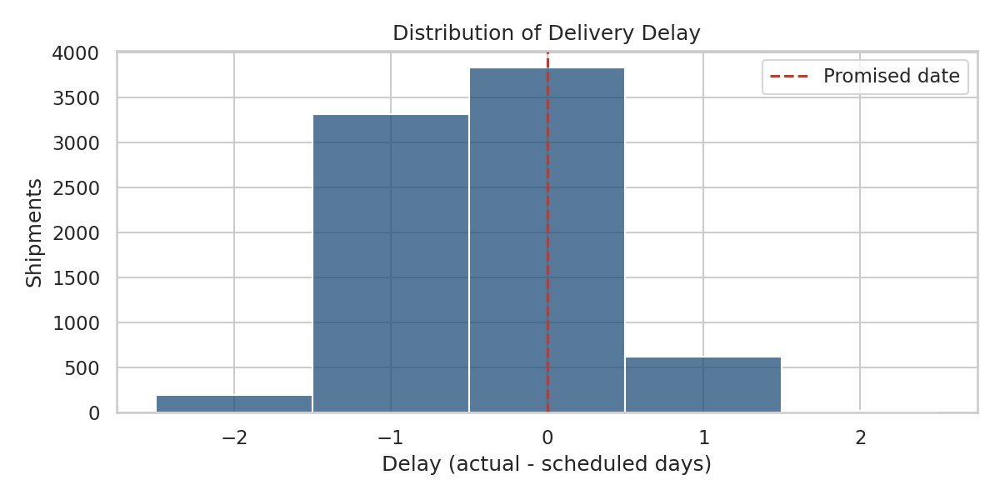 Distribution of Delivery Delay
4000
3500
3000
2500
2000
1500
1000
500
0
Shipments
Promised date
−2 −1 0 1 2
Delay (actual - scheduled days)